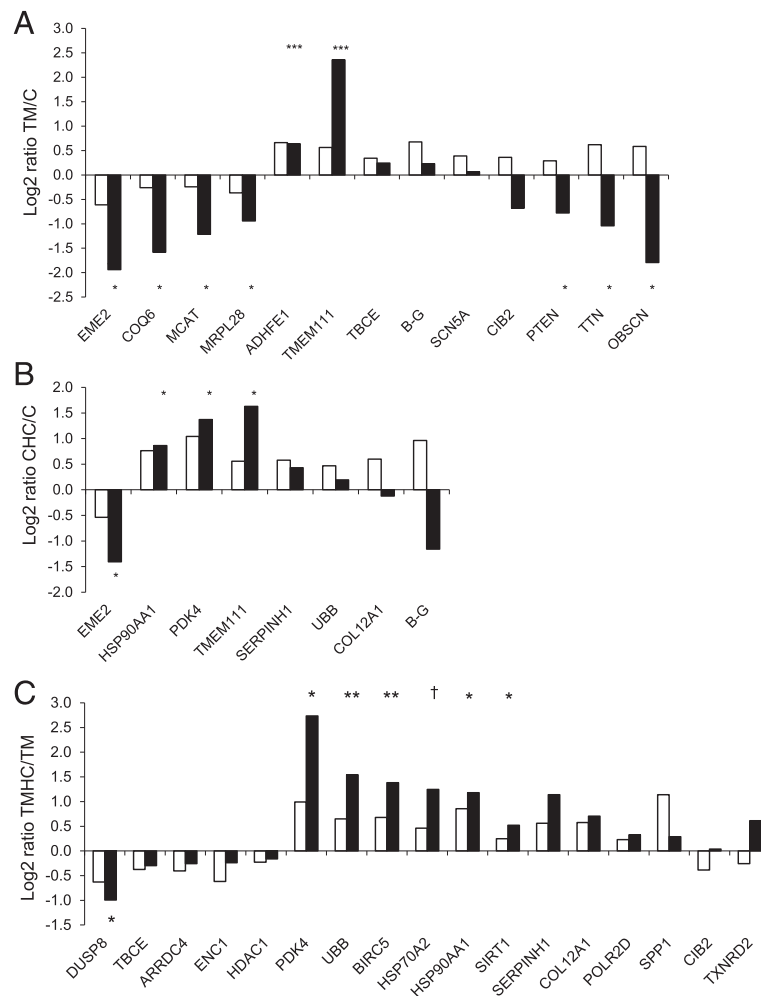 A
3.0
2.5
2.0
1.5
1.0
0.5
0.0
-0.5
-1.0
-1.5
-2.0
-2.5
Log2 ratio TM/C
*** ***
* * * * * * *
EME2 COQ6 MCAT MRPL28 ADHFE1 TMEM111 TBCE B-G SCN5A CIB2 PTEN TTN OBSCN
B
2.0
1.5
1.0
0.5
0.0
-0.5
-1.0
-1.5
-2.0
Log2 ratio CHC/C
* * *
*
EME2 HSP90AA1 PDK4 TMEM111 SERPINH1 UBB COL12A1 B-G
C
3.0
2.5
2.0
1.5
1.0
0.5
0.0
-0.5
-1.0
-1.5
Log2 ratio TMHC/TM
* ** ** † * *
*
DUSP8 TBCE ARRDC4 ENC1 HDAC1 PDK4 UBB BIRC5 HSP70A2 HSP90AA1 SIRT1 SERPINH1 COL12A1 POLR2D SPP1 CIB2 TXNRD2